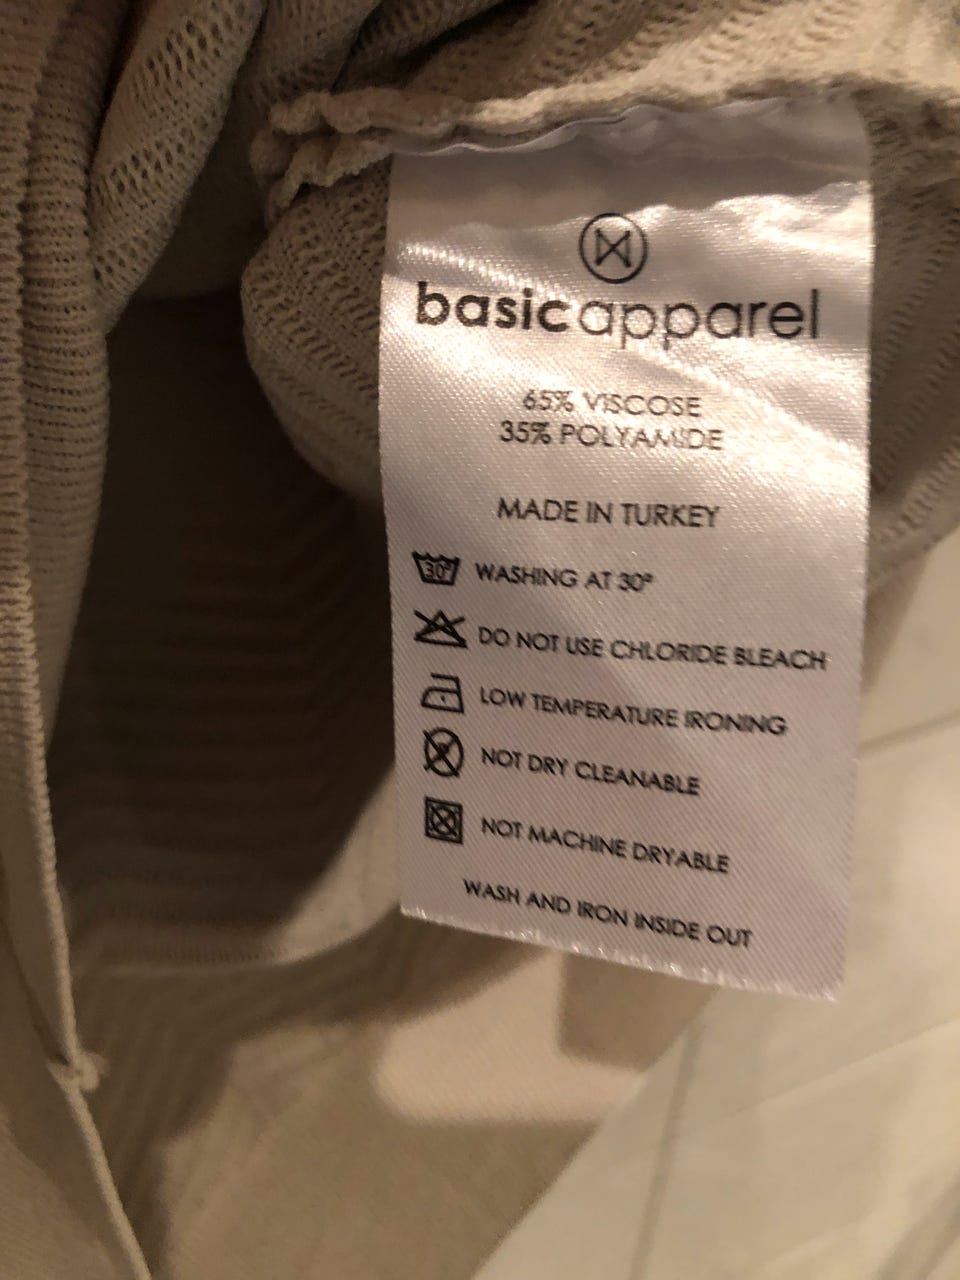 basicapparel
65% VISCOSE
35% POLYAMIDE
MADE IN TURKEY
30° WASHING AT 30°
DO NOT USE CHLORIDE BLEACH
LOW TEMPERATURE IRONING
NOT DRY CLEANABLE
NOT MACHINE DRYABLE
WASH AND IRON INSIDE OUT